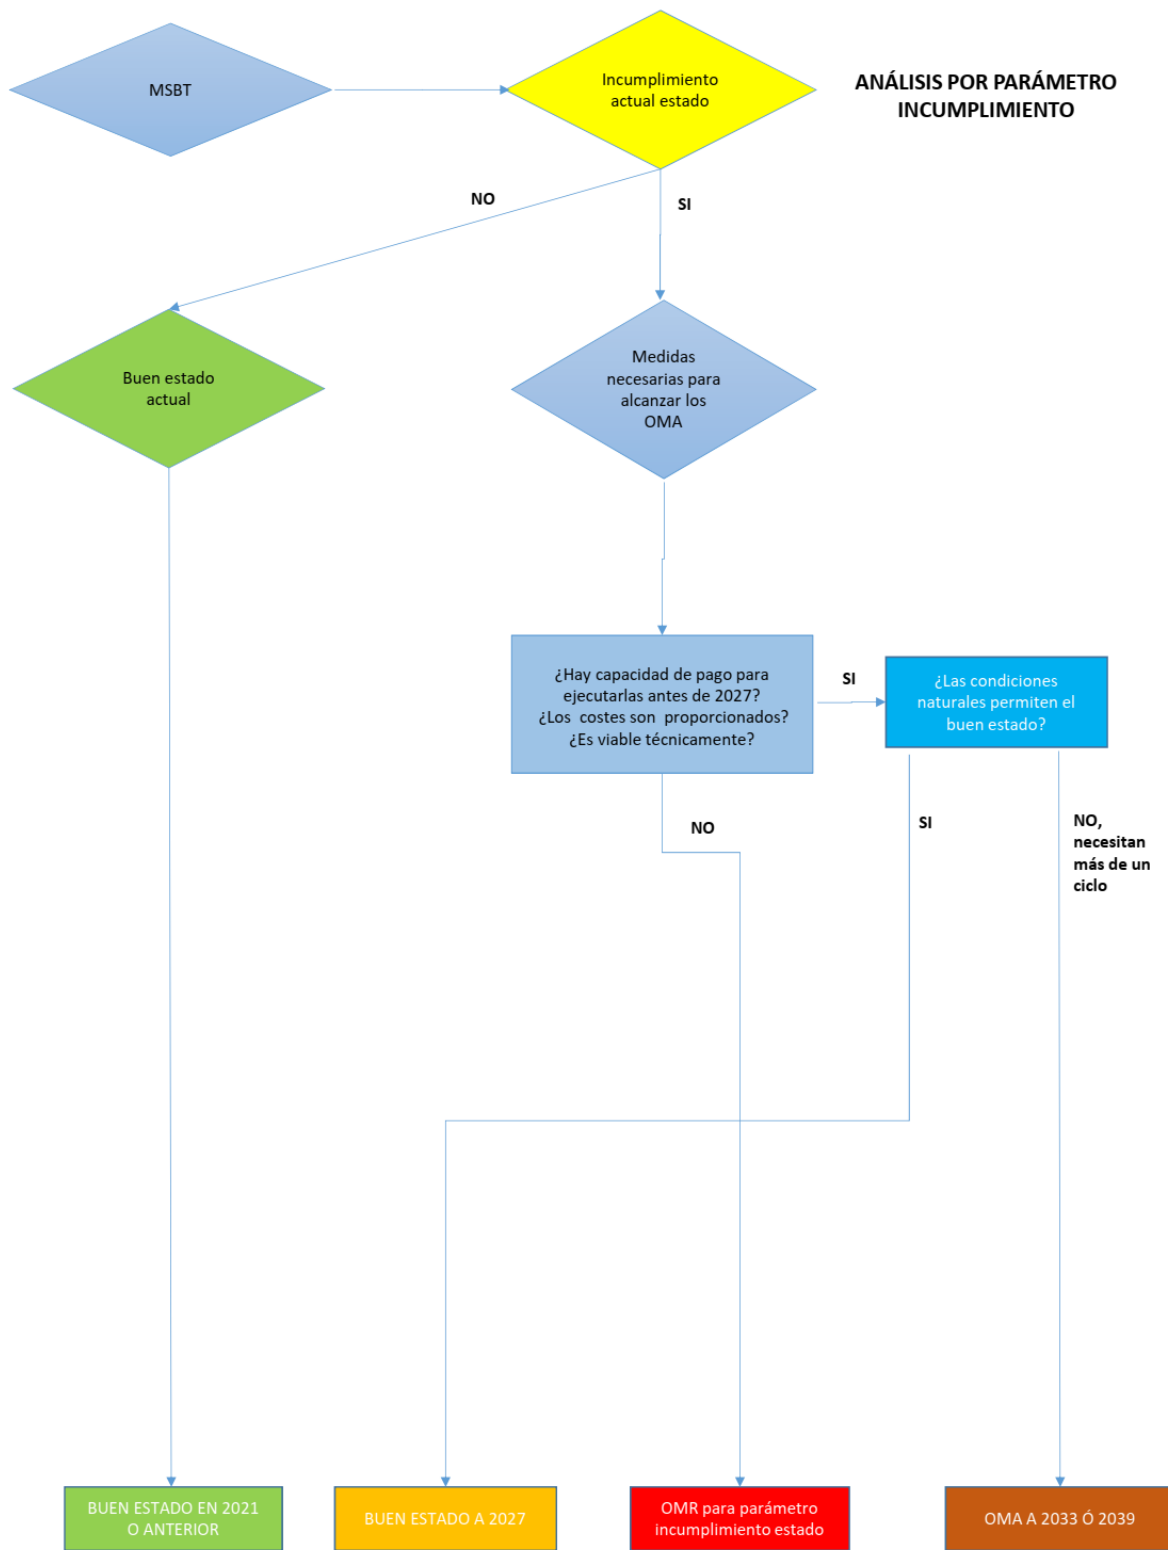 MSBT
Incumplimiento
actual estado
ANÁLISIS POR PARÁMETRO
INCUMPLIMIENTO
NO
SI
Buen estado
actual
Medidas
necesarias para
alcanzar los
OMA
¿Hay capacidad de pago para
ejecutarlas antes de 2027?
¿Los costes son proporcionados?
¿Es viable técnicamente?
SI
¿Las condiciones
naturales permiten el
buen estado?
NO
SI
NO,
necesitan
más de un
ciclo
BUEN ESTADO EN 2021
O ANTERIOR
BUEN ESTADO A 2027
OMR para parámetro
incumplimiento estado
OMA A 2033 Ó 2039